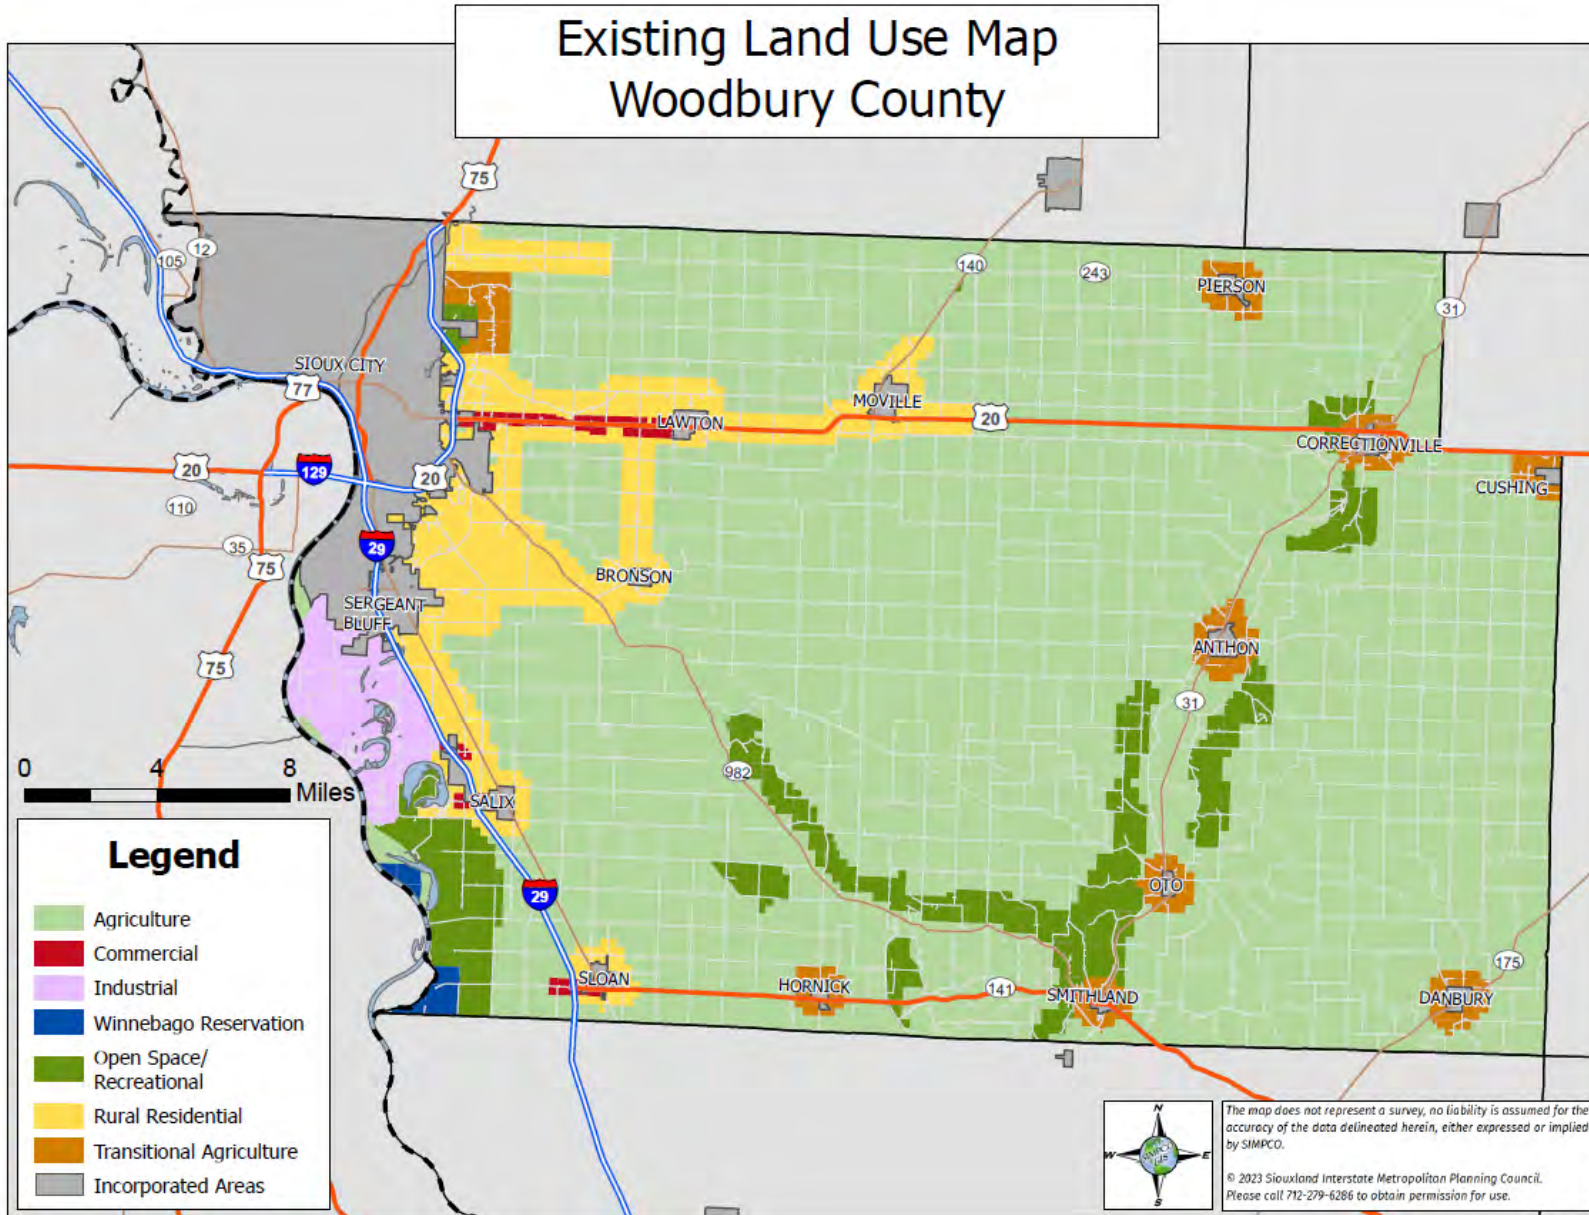 Existing Land Use Map
Woodbury County
75
12
105
140
243
PIERSON
31
SIOUX CITY
77
MOVILLE
LAWTON
20
CORRECTIONVILLE
20
129
20
CUSHING
110
35
29
75
BRONSON
SERGEANT
BLUFF
ANTHON
75
31
982
0 4 8
Miles
SALIX
OTO
29
SLOAN
HORNICK
141
SMITHLAND
175
DANBURY
Legend
Agriculture
Commercial
Industrial
Winnebago Reservation
Open Space/
Recreational
Rural Residential
Transitional Agriculture
Incorporated Areas
N
W E
S
SIMPCO
GIS
The map does not represent a survey, no liability is assumed for the
accuracy of the data delineated herein, either expressed or implied
by SIMPCO.
© 2023 Siouxland Interstate Metropolitan Planning Council.
Please call 712-279-6286 to obtain permission for use.